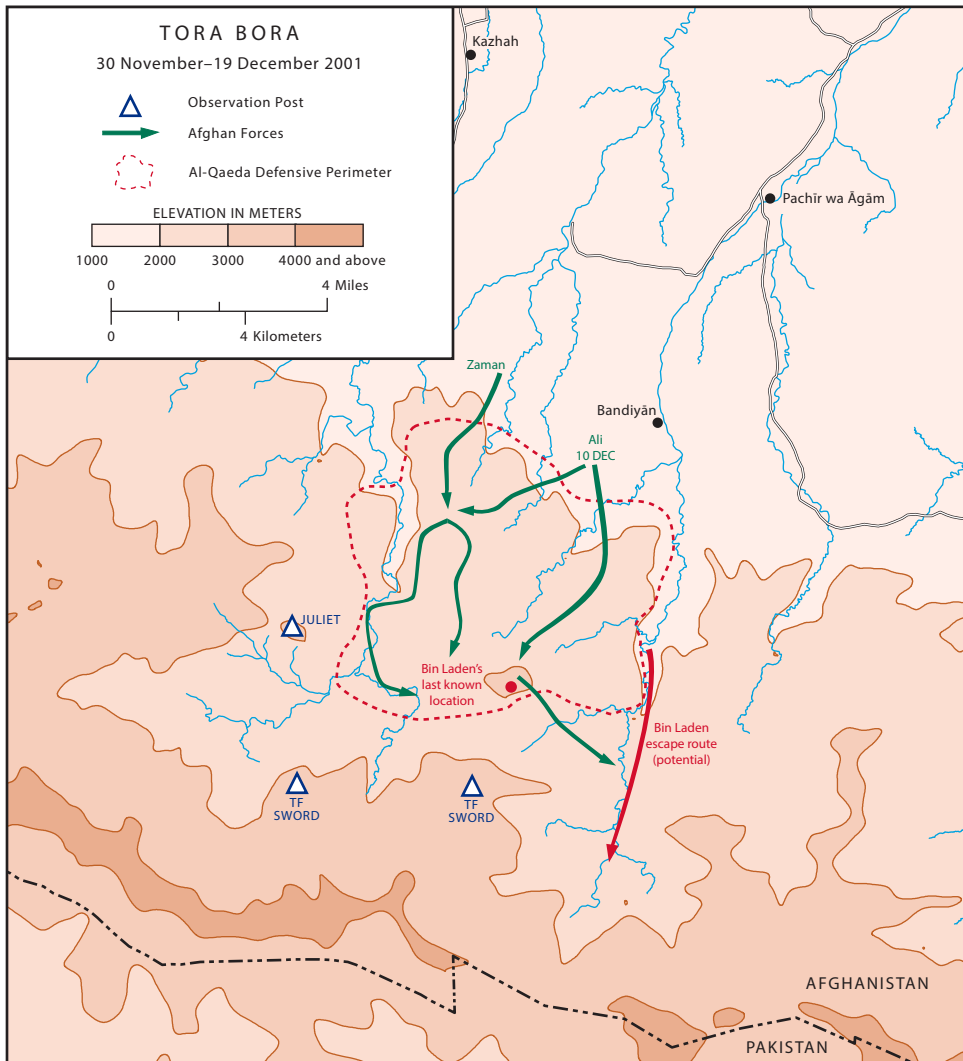 TORA BORA
30 November–19 December 2001
Observation Post
Afghan Forces
Al-Qaeda Defensive Perimeter
ELEVATION IN METERS
1000 2000 3000 4000 and above
0 4 Miles
0 4 Kilometers
Kazhah
Pachīr wa Āgām
Zaman
Bandiyān
Ali
10 DEC
JULIET
Bin Laden's
last known
location
Bin Laden
escape route
(potential)
TF
SWORD
TF
SWORD
AFGHANISTAN
PAKISTAN